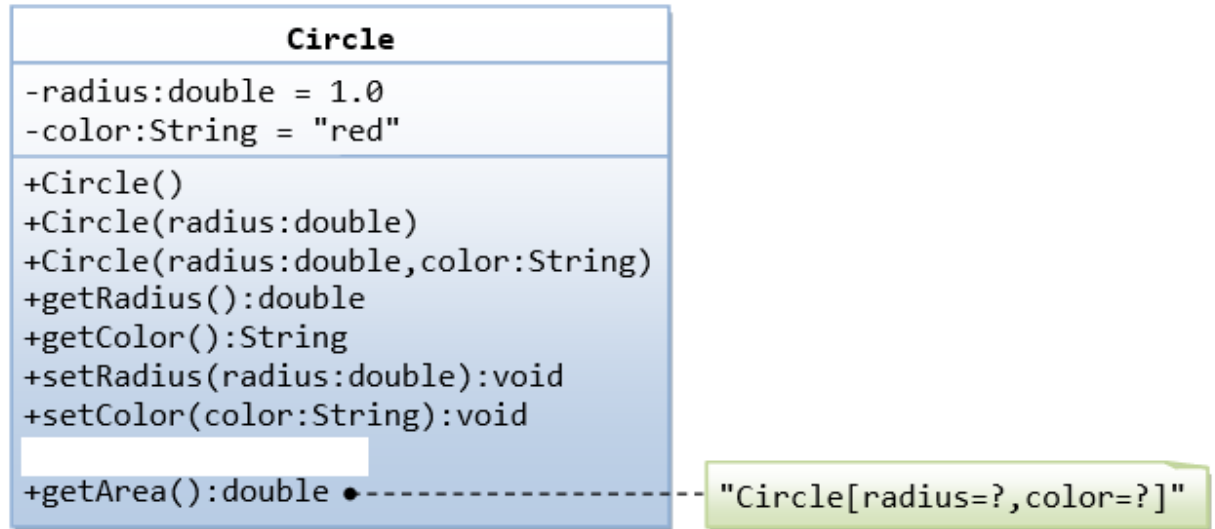 Circle
-radius:double = 1.0
-color:String = "red"
+Circle()
+Circle(radius:double)
+Circle(radius:double,color:String)
+getRadius():double
+getColor():String
+setRadius(radius:double):void
+setColor(color:String):void
+getArea():double
"Circle[radius=?,color=?]"